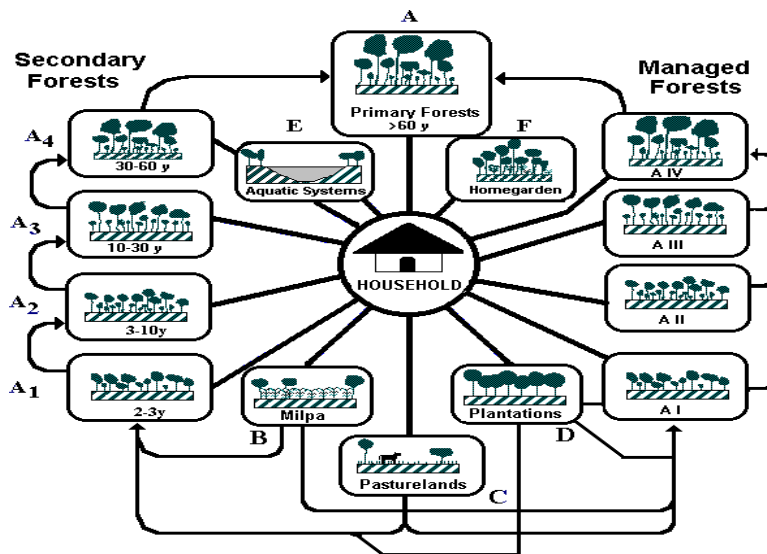 A
Secondary
Forests
Managed
Forests
Primary Forests
>60 y
A4
30-60 y
E
Aquatic Systems
F
Homegarden
A IV
A3
10-30 y
HOUSEHOLD
A III
A2
3-10y
A II
A1
2-3y
B
Milpa
Pasturelands
C
Plantations
D
A I